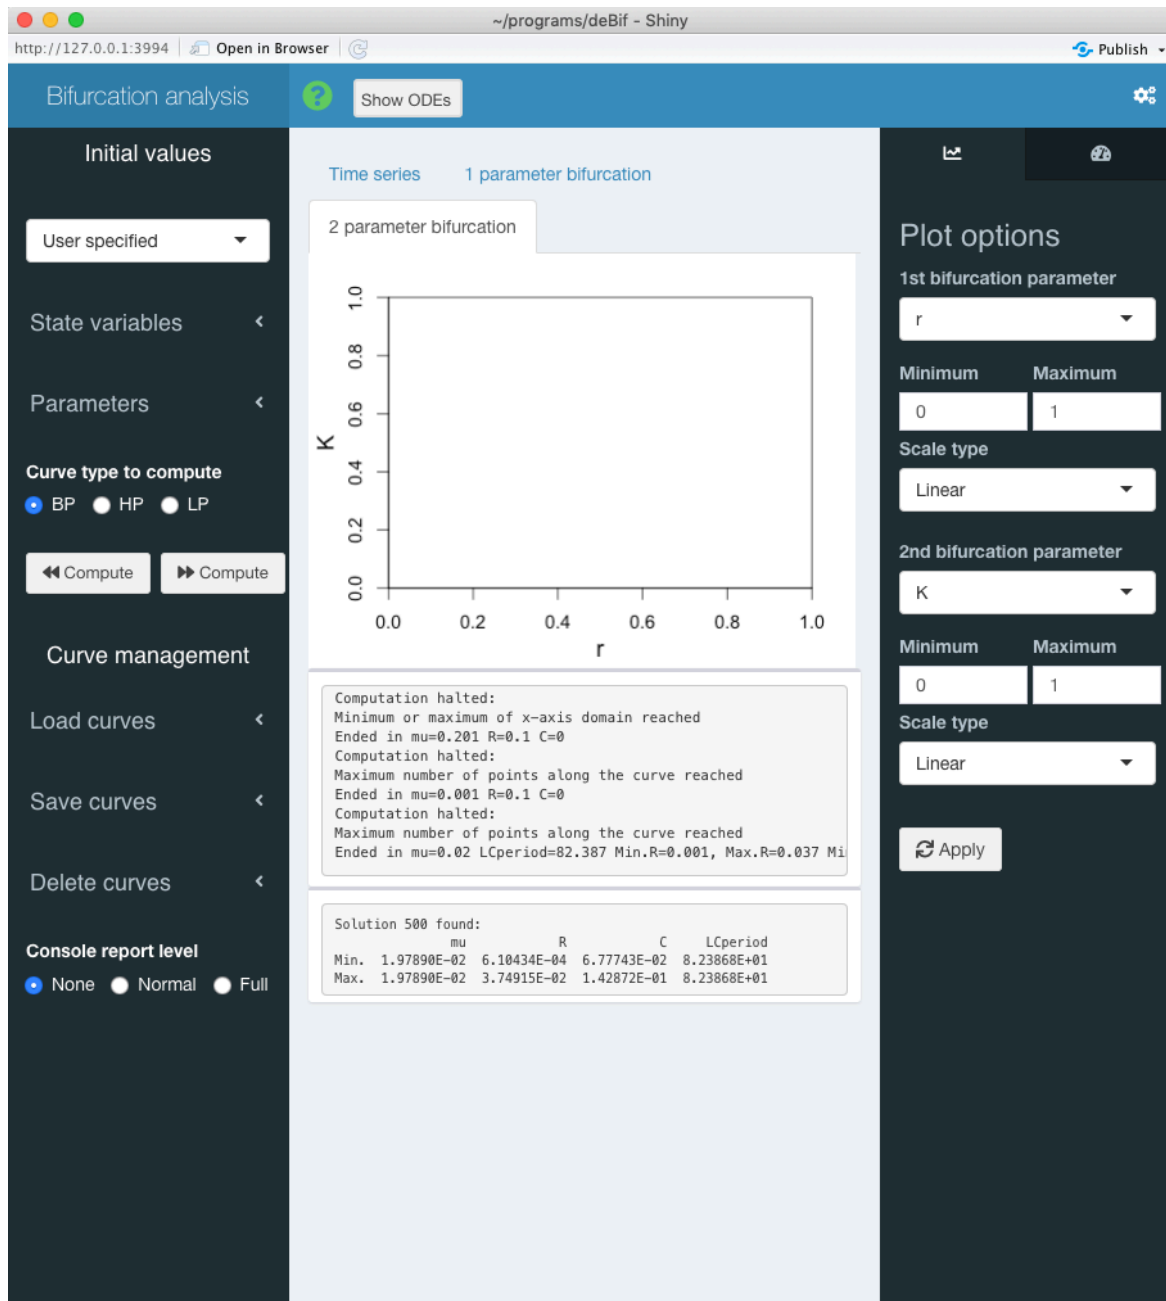 ~/programs/deBif - Shiny
http://127.0.0.1:3994 Open in Browser Publish
Bifurcation analysis
? Show ODEs
Initial values
User specified
State variables
Parameters
Curve type to compute
BP HP LP
Compute Compute
Curve management
Load curves
Save curves
Delete curves
Console report level
None Normal Full
Time series 1 parameter bifurcation
2 parameter bifurcation
1.0
0.8
0.6
0.4
0.2
0.0
K
0.0 0.2 0.4 0.6 0.8 1.0
r
Computation halted:
Minimum or maximum of x-axis domain reached
Ended in mu=0.201 R=0.1 C=0
Computation halted:
Maximum number of points along the curve reached
Ended in mu=0.001 R=0.1 C=0
Computation halted:
Maximum number of points along the curve reached
Ended in mu=0.02 LCperiod=82.387 Min.R=0.001, Max.R=0.037 Mi
Solution 500 found:
mu R C LCperiod
Min. 1.97890E-02 6.10434E-04 6.77743E-02 8.23868E+01
Max. 1.97890E-02 3.74915E-02 1.42872E-01 8.23868E+01
Plot options
1st bifurcation parameter
r
Minimum Maximum
0 1
Scale type
Linear
2nd bifurcation parameter
K
Minimum Maximum
0 1
Scale type
Linear
Apply